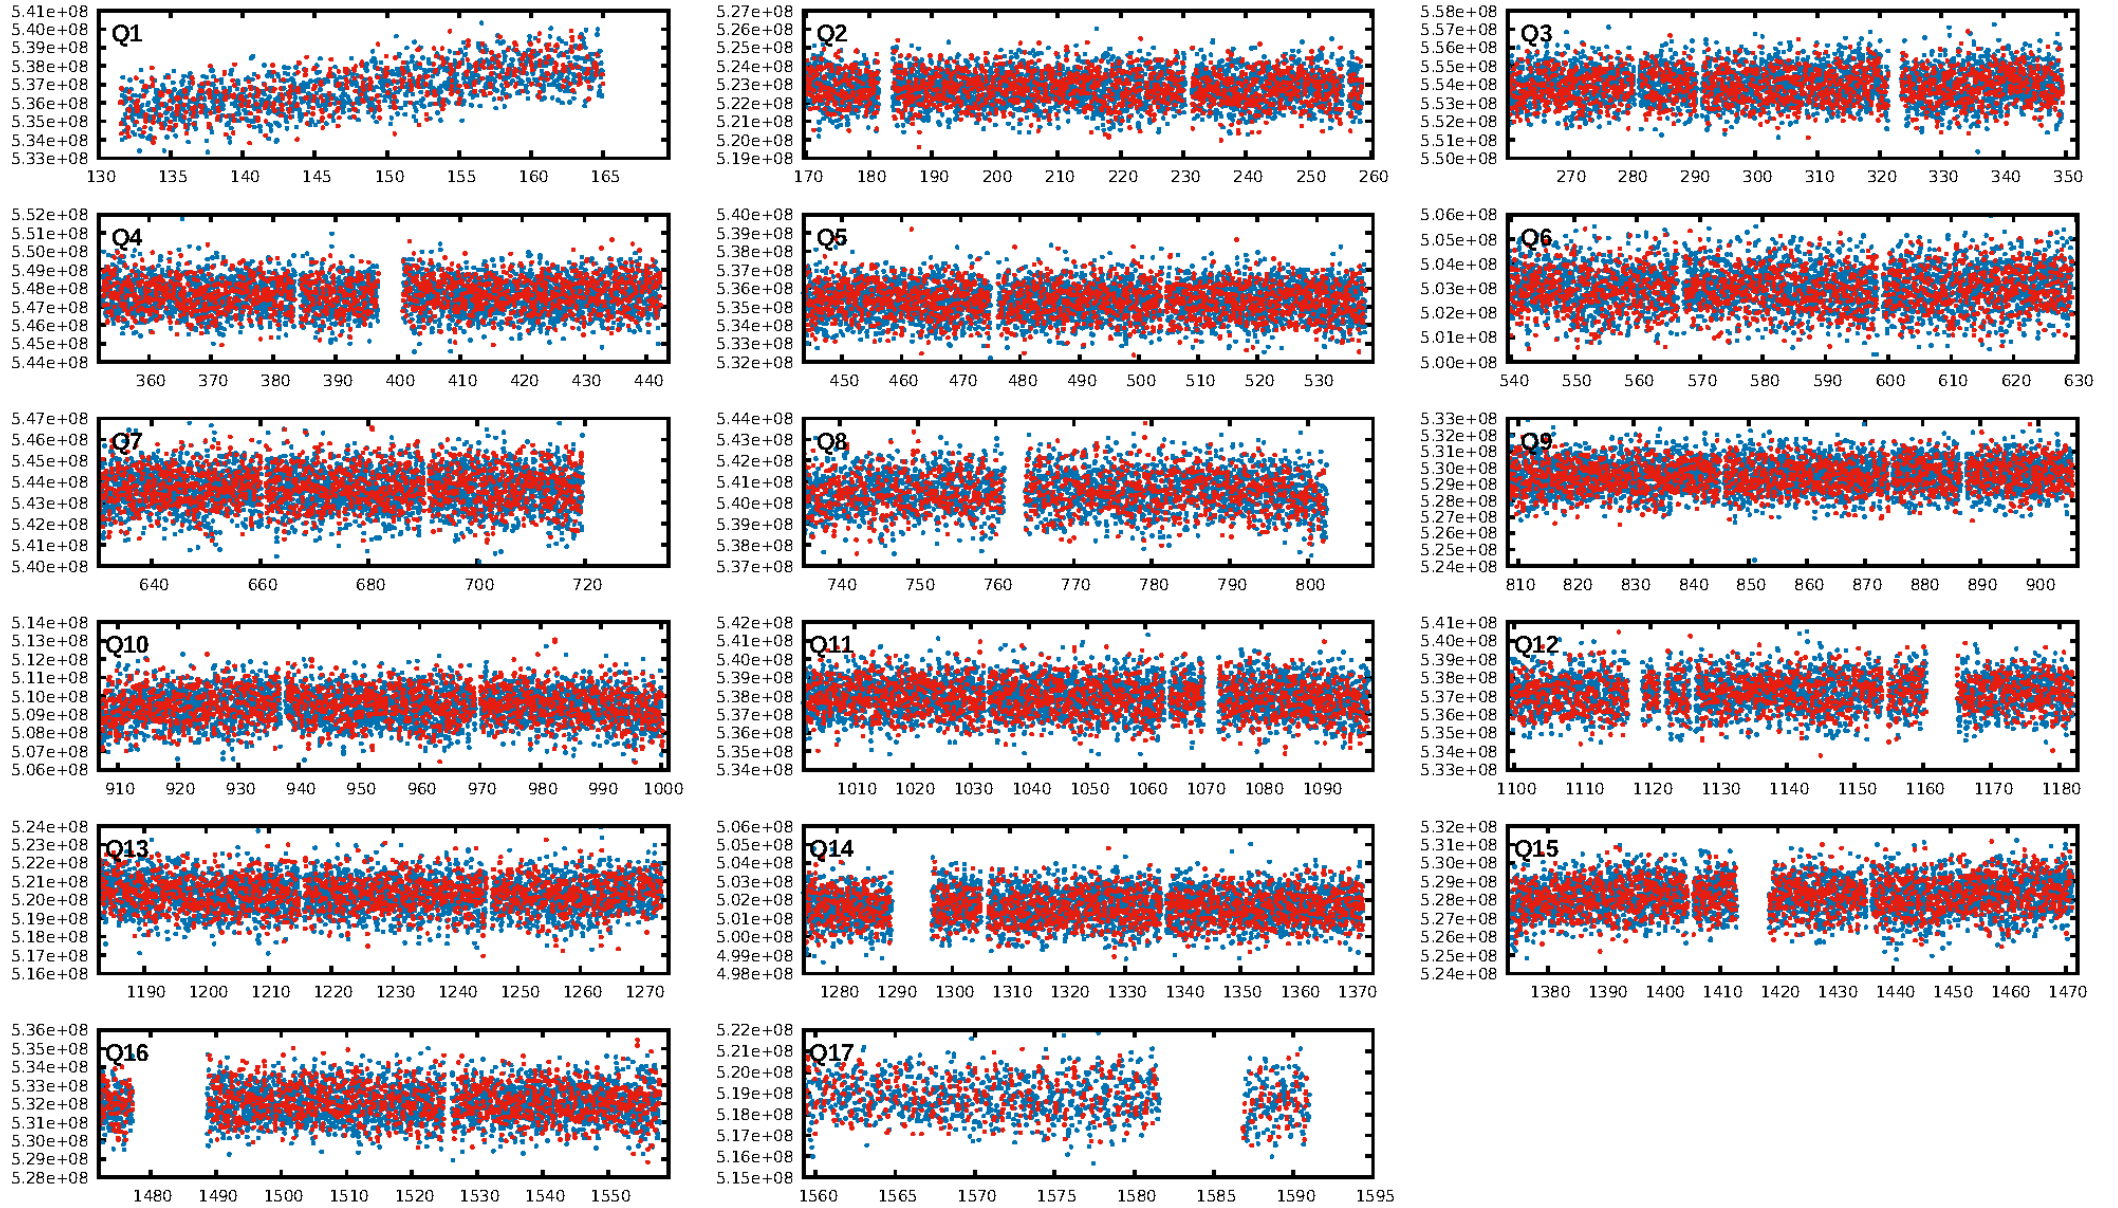 5.41e+08
5.40e+08
5.39e+08
5.38e+08
5.37e+08
5.36e+08
5.35e+08
5.34e+08
5.33e+08
Q1
130 135 140 145 150 155 160 165
5.27e+08
5.26e+08
5.25e+08
5.24e+08
5.23e+08
5.22e+08
5.21e+08
5.20e+08
5.19e+08
Q2
170 180 190 200 210 220 230 240 250 260
5.58e+08
5.57e+08
5.56e+08
5.55e+08
5.54e+08
5.53e+08
5.52e+08
5.51e+08
5.50e+08
Q3
270 280 290 300 310 320 330 340 350
5.52e+08
5.51e+08
5.50e+08
5.49e+08
5.48e+08
5.47e+08
5.46e+08
5.45e+08
5.44e+08
Q4
360 370 380 390 400 410 420 430 440
5.40e+08
5.39e+08
5.38e+08
5.37e+08
5.36e+08
5.35e+08
5.34e+08
5.33e+08
5.32e+08
Q5
450 460 470 480 490 500 510 520 530
5.06e+08
5.05e+08
5.04e+08
5.03e+08
5.02e+08
5.01e+08
5.00e+08
Q6
540 550 560 570 580 590 600 610 620 630
5.47e+08
5.46e+08
5.45e+08
5.44e+08
5.43e+08
5.42e+08
5.41e+08
5.40e+08
Q7
640 660 680 700 720
5.44e+08
5.43e+08
5.42e+08
5.41e+08
5.40e+08
5.39e+08
5.38e+08
5.37e+08
Q8
740 750 760 770 780 790 800
5.33e+08
5.32e+08
5.31e+08
5.30e+08
5.29e+08
5.28e+08
5.27e+08
5.26e+08
5.25e+08
5.24e+08
Q9
810 820 830 840 850 860 870 880 890 900
5.14e+08
5.13e+08
5.12e+08
5.11e+08
5.10e+08
5.09e+08
5.08e+08
5.07e+08
5.06e+08
Q10
910 920 930 940 950 960 970 980 990 1000
5.42e+08
5.41e+08
5.40e+08
5.39e+08
5.38e+08
5.37e+08
5.36e+08
5.35e+08
5.34e+08
Q11
1010 1020 1030 1040 1050 1060 1070 1080 1090
5.41e+08
5.40e+08
5.39e+08
5.38e+08
5.37e+08
5.36e+08
5.35e+08
5.34e+08
5.33e+08
Q12
1100 1110 1120 1130 1140 1150 1160 1170 1180
5.24e+08
5.23e+08
5.22e+08
5.21e+08
5.20e+08
5.19e+08
5.18e+08
5.17e+08
5.16e+08
Q13
1190 1200 1210 1220 1230 1240 1250 1260 1270
5.06e+08
5.05e+08
5.04e+08
5.03e+08
5.02e+08
5.01e+08
5.00e+08
4.99e+08
4.98e+08
Q14
1280 1290 1300 1310 1320 1330 1340 1350 1360 1370
5.32e+08
5.31e+08
5.30e+08
5.29e+08
5.28e+08
5.27e+08
5.26e+08
5.25e+08
5.24e+08
Q15
1380 1390 1400 1410 1420 1430 1440 1450 1460 1470
5.36e+08
5.35e+08
5.34e+08
5.33e+08
5.32e+08
5.31e+08
5.30e+08
5.29e+08
5.28e+08
Q16
1480 1490 1500 1510 1520 1530 1540 1550
5.22e+08
5.21e+08
5.20e+08
5.19e+08
5.18e+08
5.17e+08
5.16e+08
5.15e+08
Q17
1560 1565 1570 1575 1580 1585 1590 1595